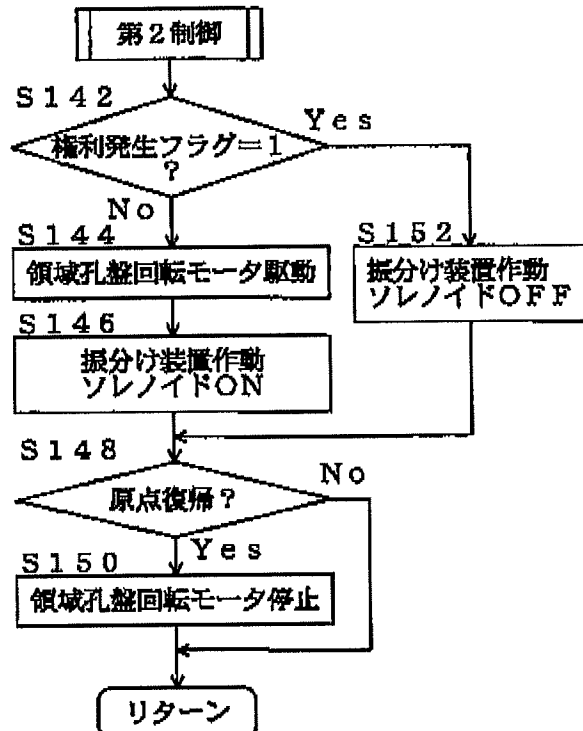 第2制御
S142
権利発生フラグ=1
?
Yes
No
S144
領域孔盤回転モータ駆動
S152
振分け装置作動
ソレノイドOFF
S146
振分け装置作動
ソレノイドON
S148
原点復帰?
No
Yes
S150
領域孔盤回転モータ停止
リターン